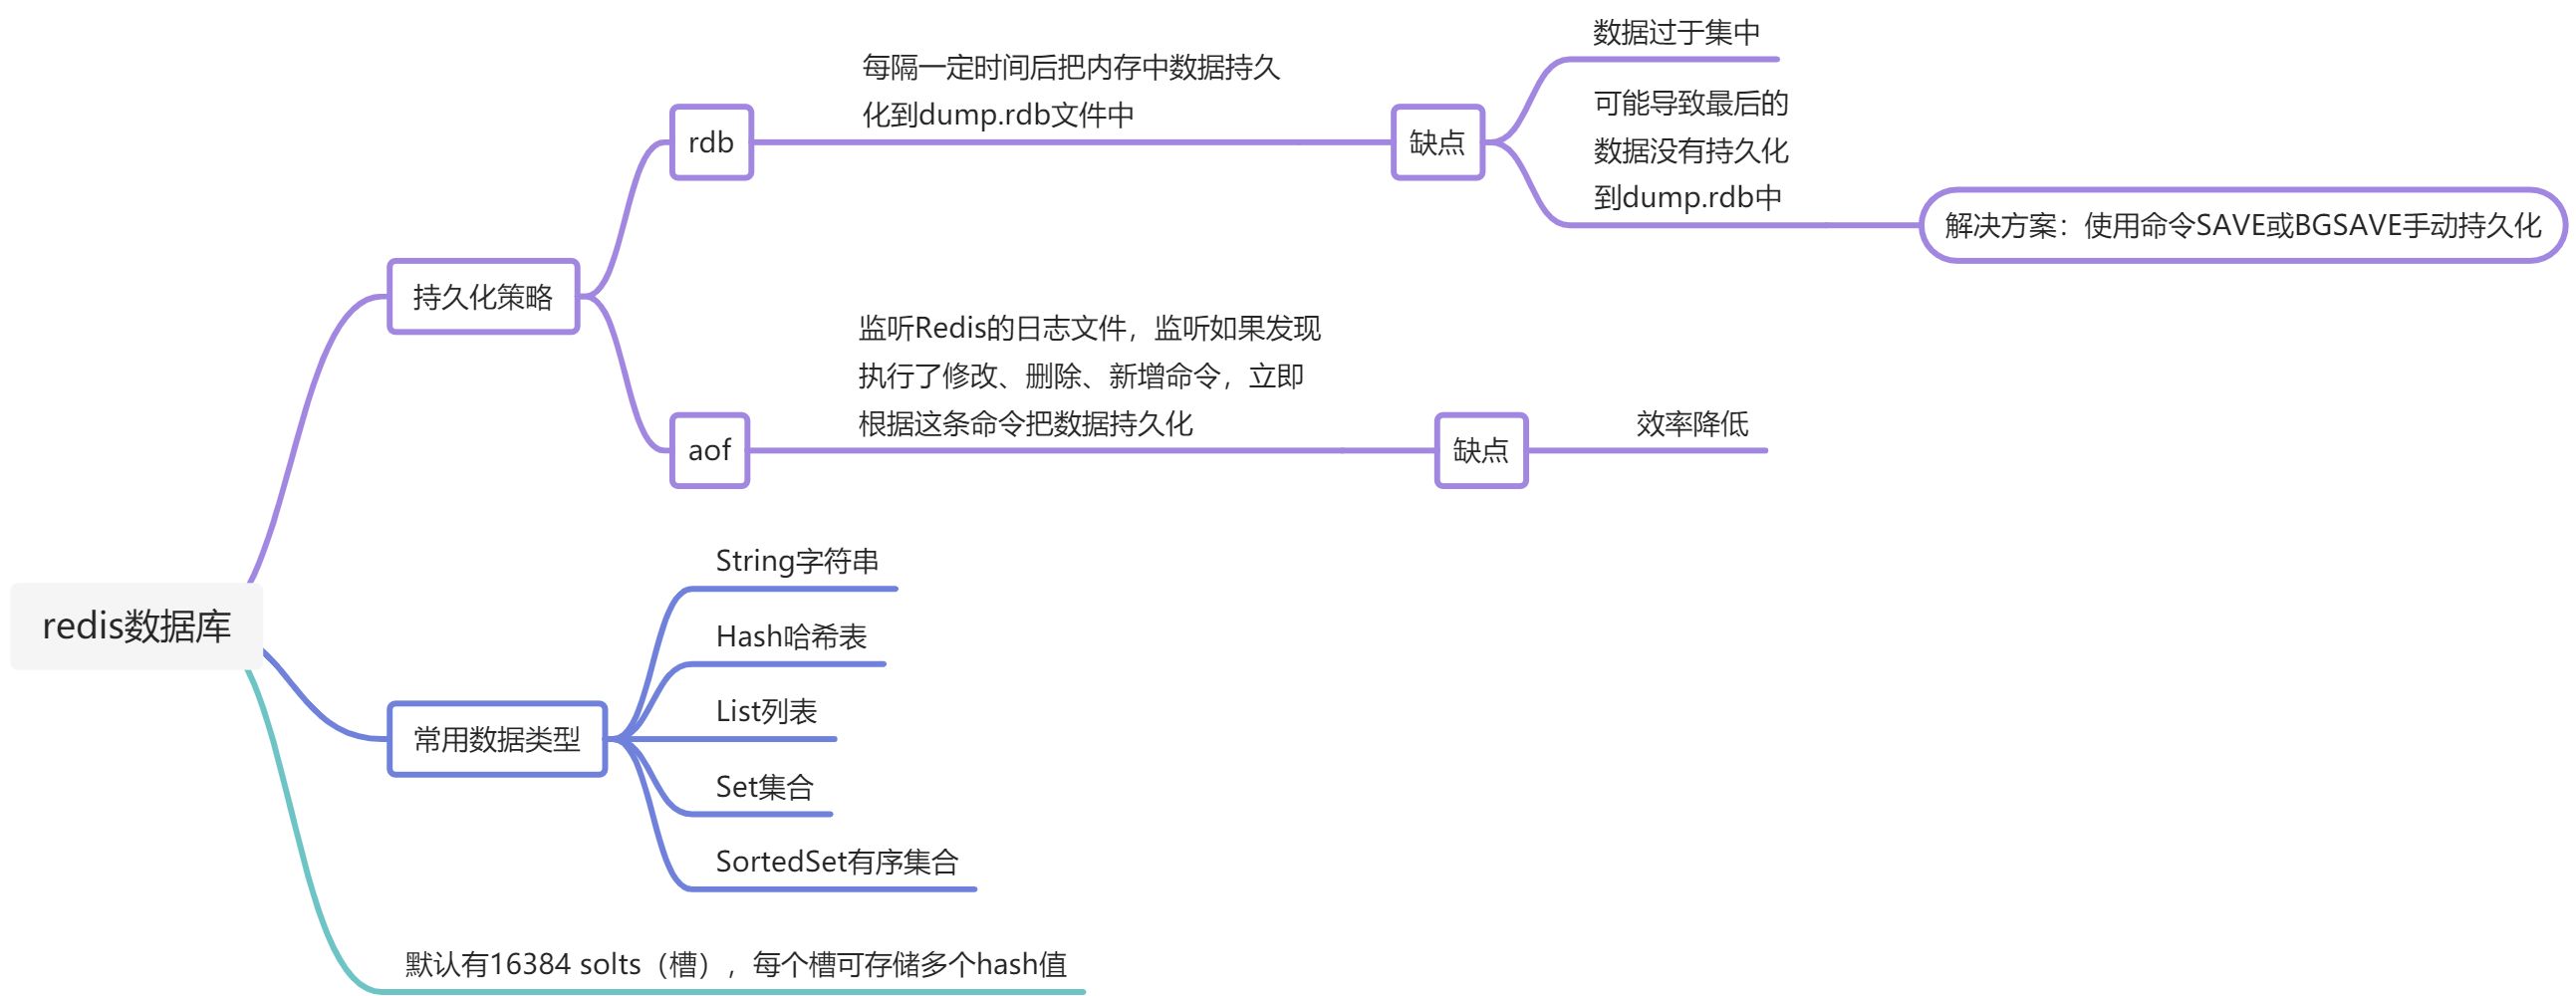 redis数据库
持久化策略
rdb
每隔一定时间后把内存中数据持久
化到dump.rdb文件中
缺点
数据过于集中
可能导致最后的
数据没有持久化
到dump.rdb中
解决方案：使用命令SAVE或BGSAVE手动持久化
aof
监听Redis的日志文件，监听如果发现
执行了修改、删除、新增命令，立即
根据这条命令把数据持久化
缺点
效率降低
常用数据类型
String字符串
Hash哈希表
List列表
Set集合
SortedSet有序集合
默认有16384 solts（槽），每个槽可存储多个hash值